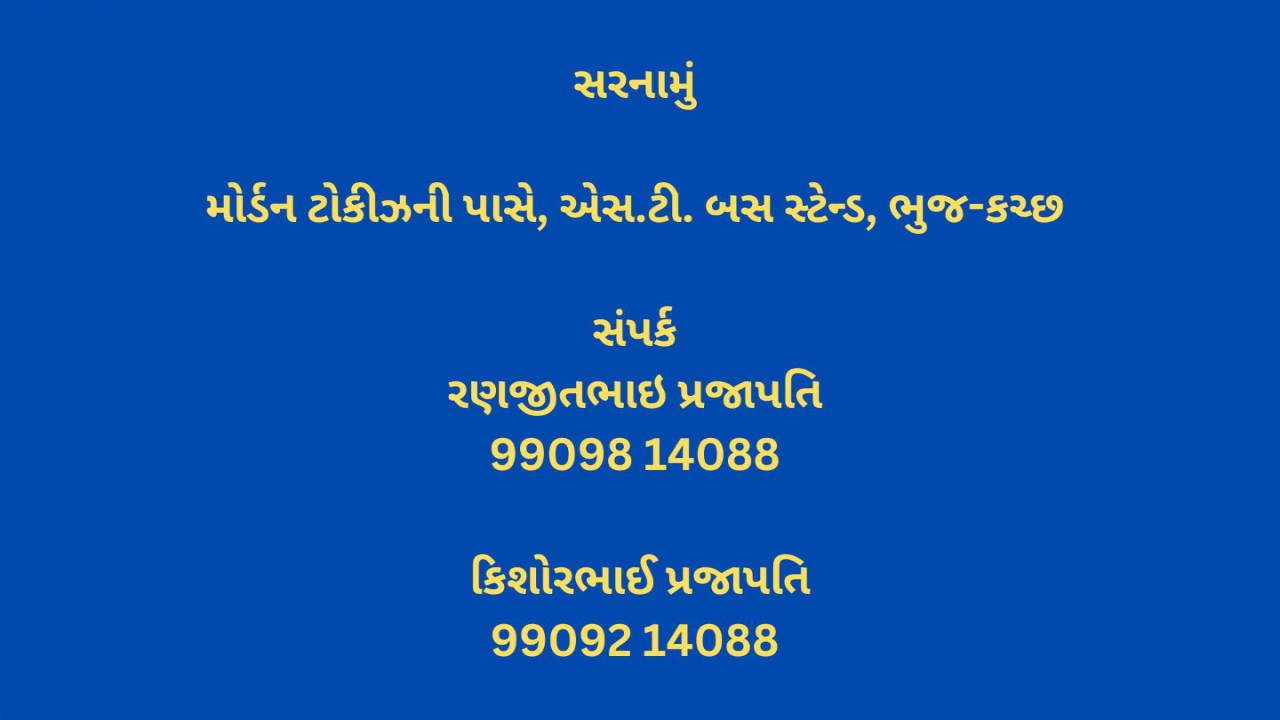 સરનામું
મોર્ડન ટોકીઝની પાસે, એસ.ટી. બસ સ્ટેન્ડ, ભુજ-કચ્છ
સંપર્ક
રણજીતભાઇ પ્રજાપતિ
99098 14088
કિશોરભાઈ પ્રજાપતિ
99092 14088